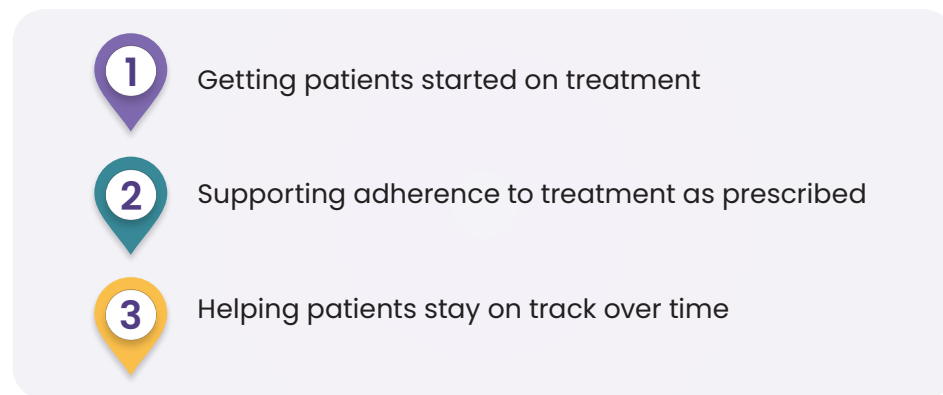 1
Getting patients started on treatment
2
Supporting adherence to treatment as prescribed
3
Helping patients stay on track over time